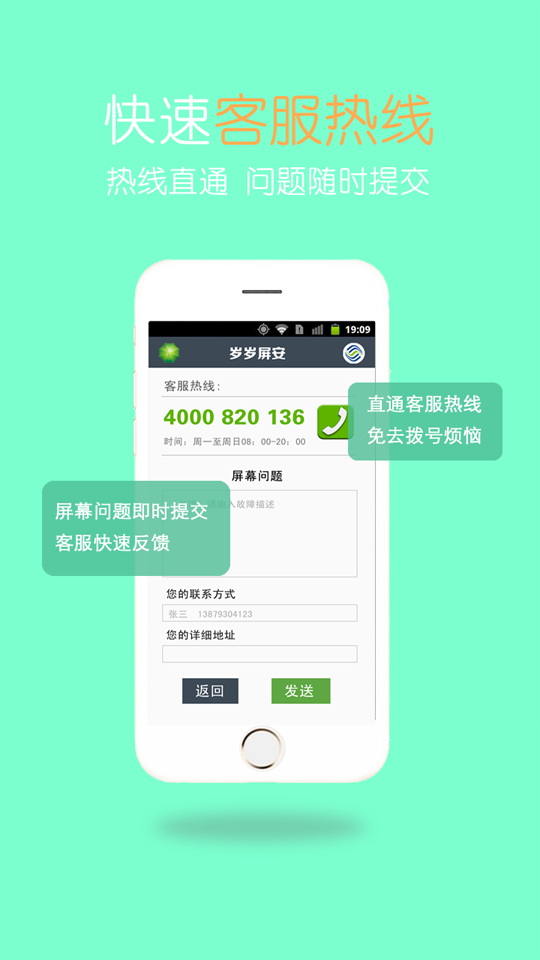 快速客服热线
热线直通 问题随时提交
19:09
岁岁屏安
客服热线:
4000 820 136
时间: 周一至周日08: 00-20: 00
直通客服热线
免去拨号烦恼
屏幕问题
入故障描述
屏幕问题即时提交
客服快速反馈
您的联系方式
张三 13879304123
您的详细地址
返回 发送